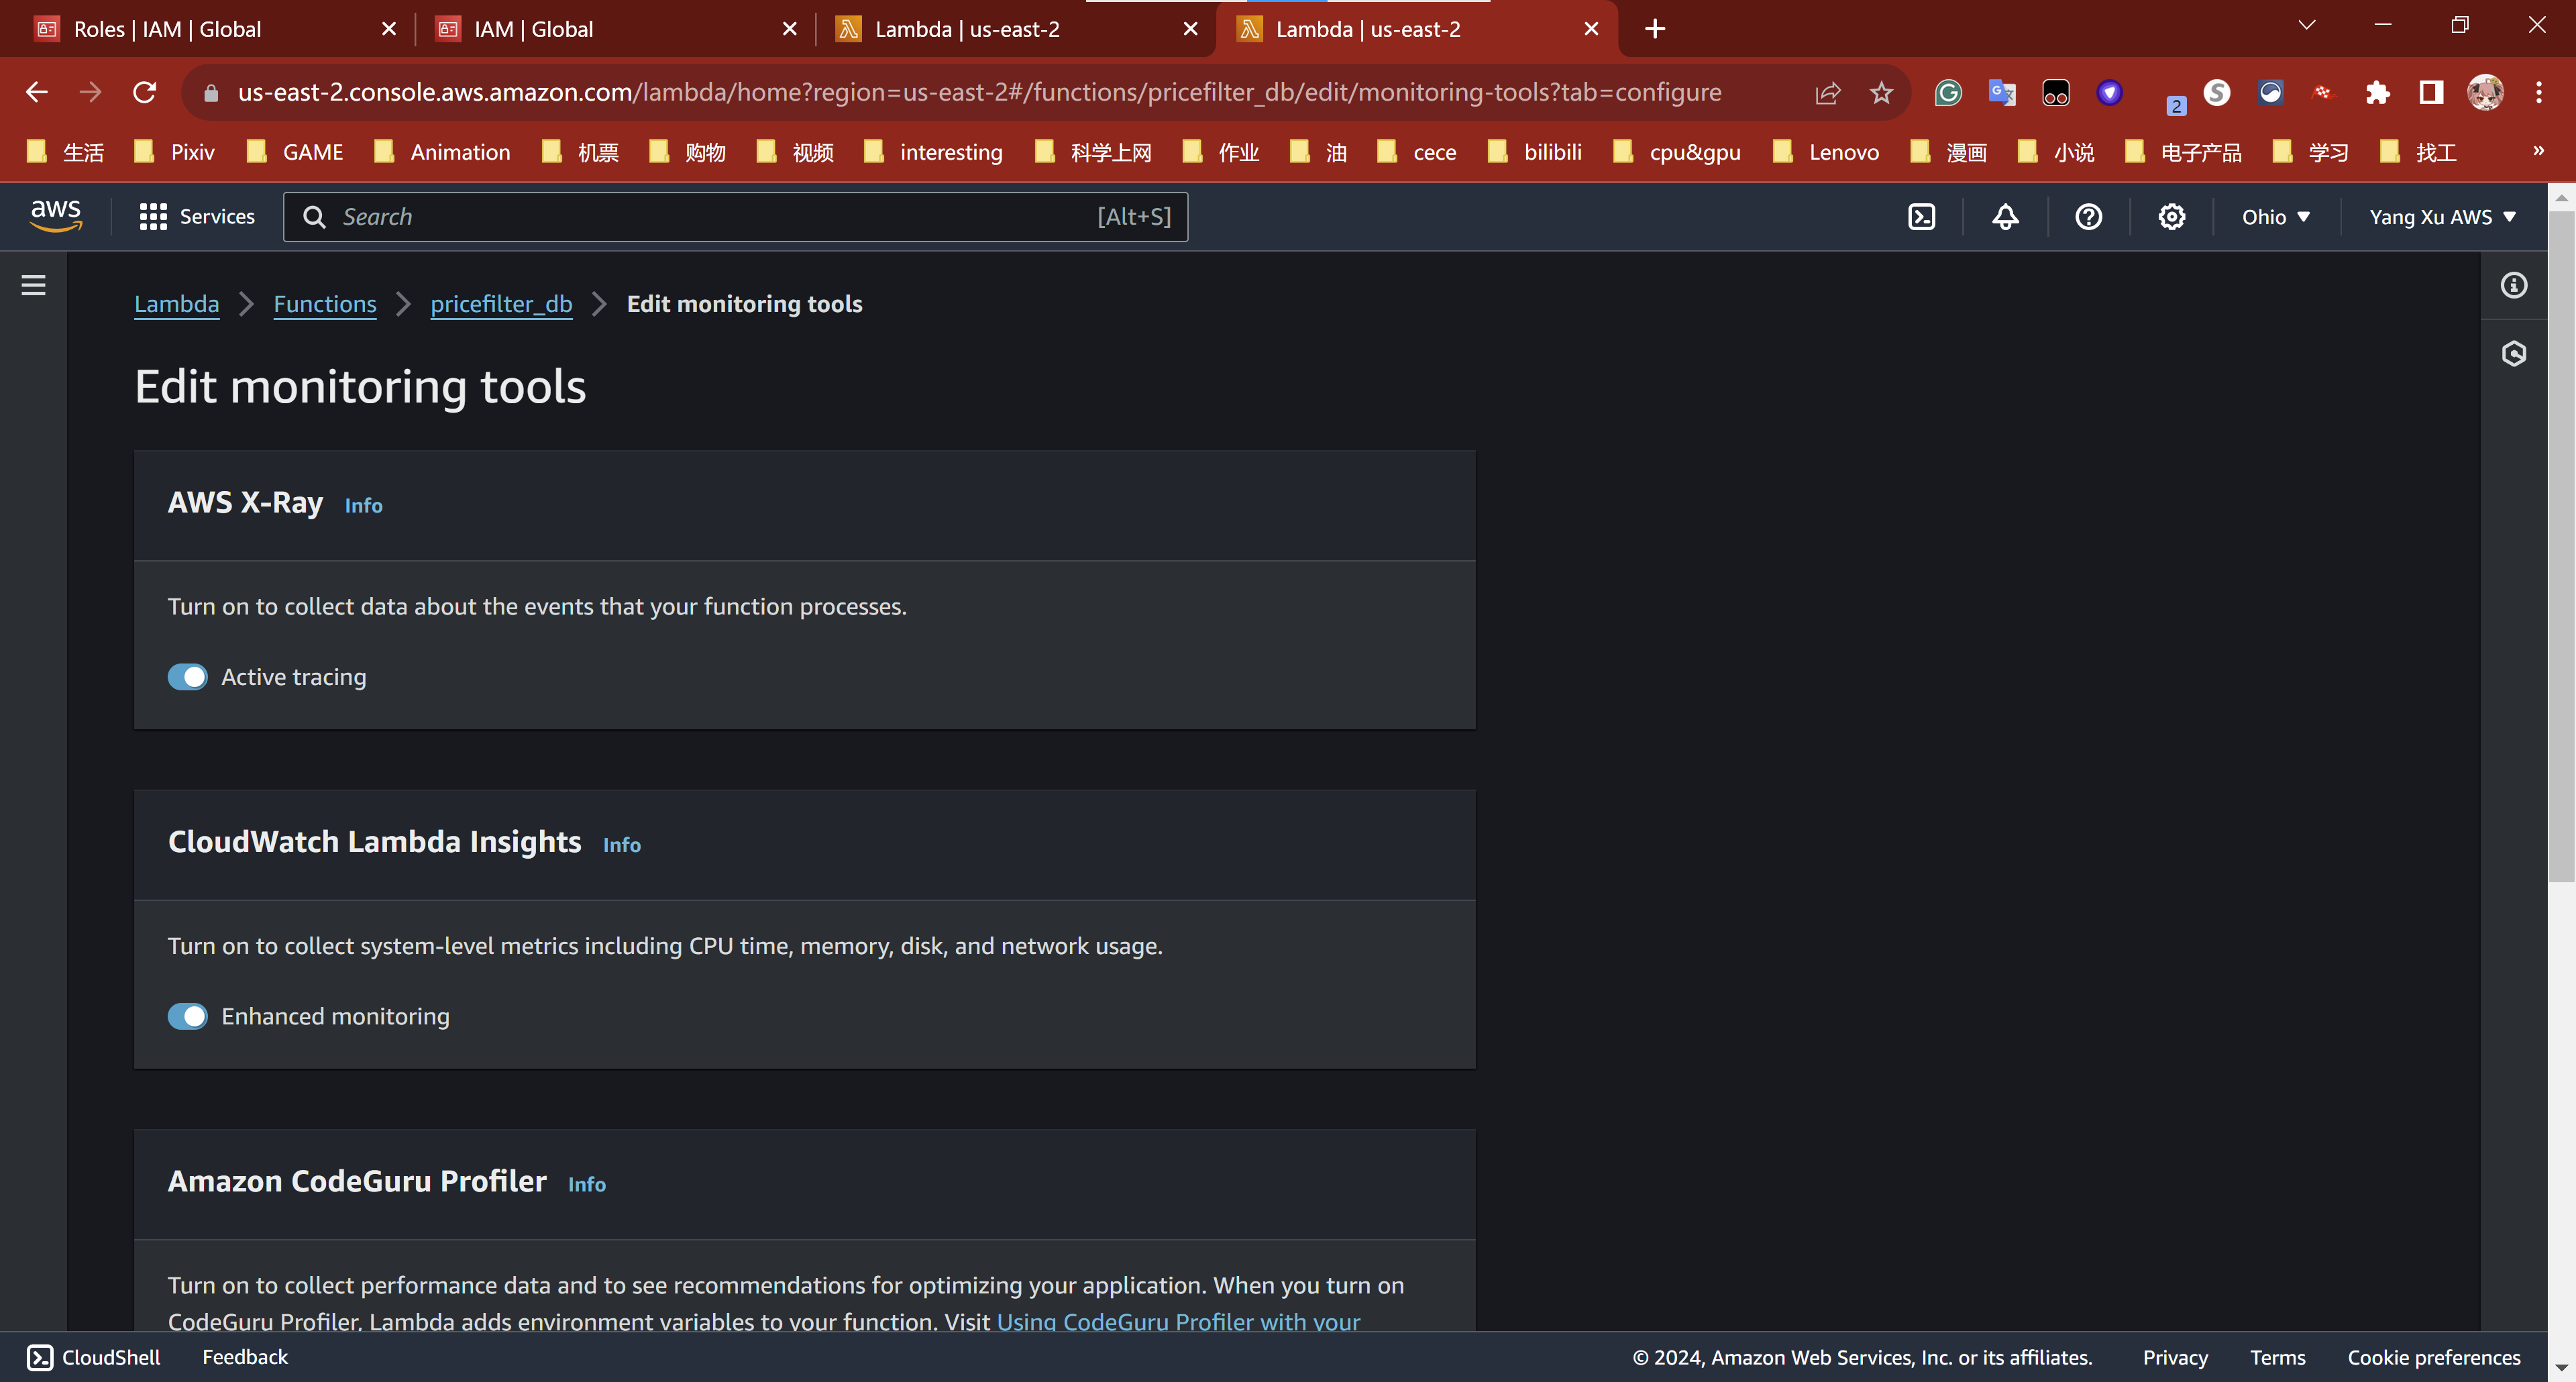 Roles | IAM | Global
IAM | Global
Lambda | us-east-2
Lambda | us-east-2
us-east-2.console.aws.amazon.com/lambda/home?region=us-east-2#/functions/pricefilter_db/edit/monitoring-tools?tab=configure
2
生活 Pixiv GAME Animation 机票 购物 视频 interesting 科学上网 作业 油 cece bilibili cpu&gpu Lenovo 漫画 小说 电子产品 学习 找工 »
aws Services Search [Alt+S] Ohio Yang Xu AWS
Lambda Functions pricefilter_db Edit monitoring tools
Edit monitoring tools
AWS X-Ray Info
Turn on to collect data about the events that your function processes.
Active tracing
CloudWatch Lambda Insights Info
Turn on to collect system-level metrics including CPU time, memory, disk, and network usage.
Enhanced monitoring
Amazon CodeGuru Profiler Info
Turn on to collect performance data and to see recommendations for optimizing your application. When you turn on
CodeGuru Profiler, Lambda adds environment variables to your function. Visit Using CodeGuru Profiler with your
CloudShell Feedback © 2024, Amazon Web Services, Inc. or its affiliates. Privacy Terms Cookie preferences